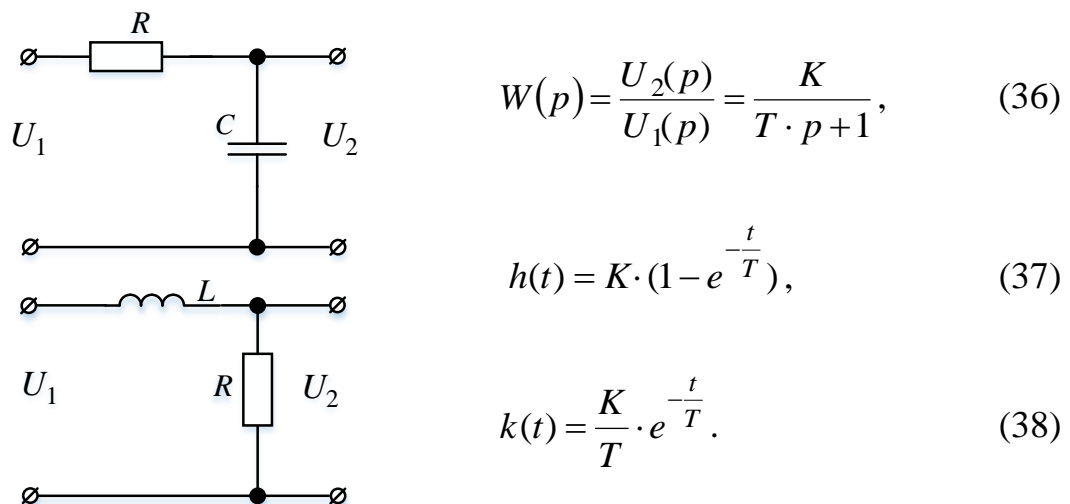 R
U₁ C U₂
L
U₁ R U₂
W(p) = U₂(p)/U₁(p) = K/(T · p + 1), (36)
h(t) = K · (1 − e^(−t/T)), (37)
k(t) = K/T · e^(−t/T). (38)